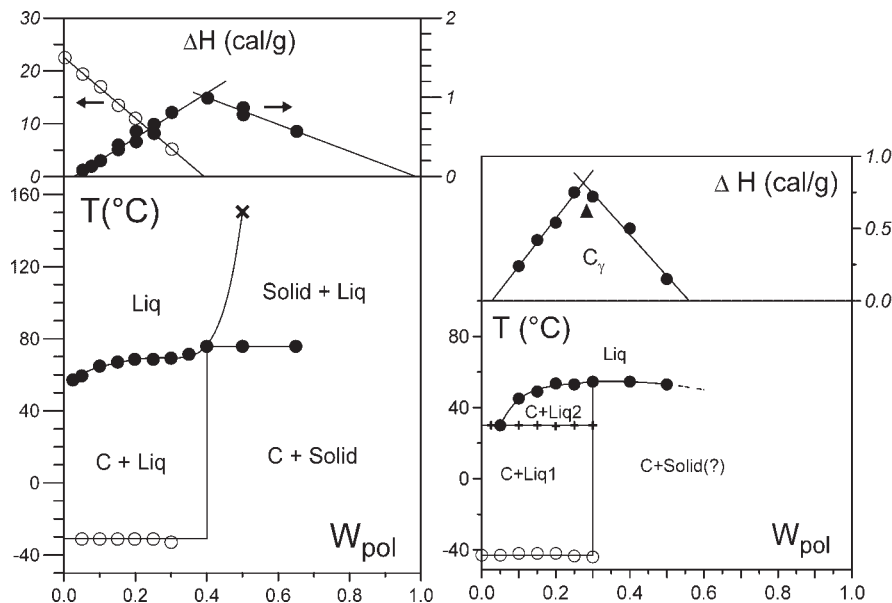 30
20
10
0
2
1
0
ΔH (cal/g)
T(°C)
160
120
80
40
0
-40
Liq
Solid + Liq
C + Liq
C + Solid
Wpol
0.0 0.2 0.4 0.6 0.8 1.0
1.0
0.5
0.0
Δ H (cal/g)
Cγ
T (°C)
80
40
0
-40
Liq
C+Liq2
C+Liq1
C+Solid(?)
Wpol
0.0 0.2 0.4 0.6 0.8 1.0